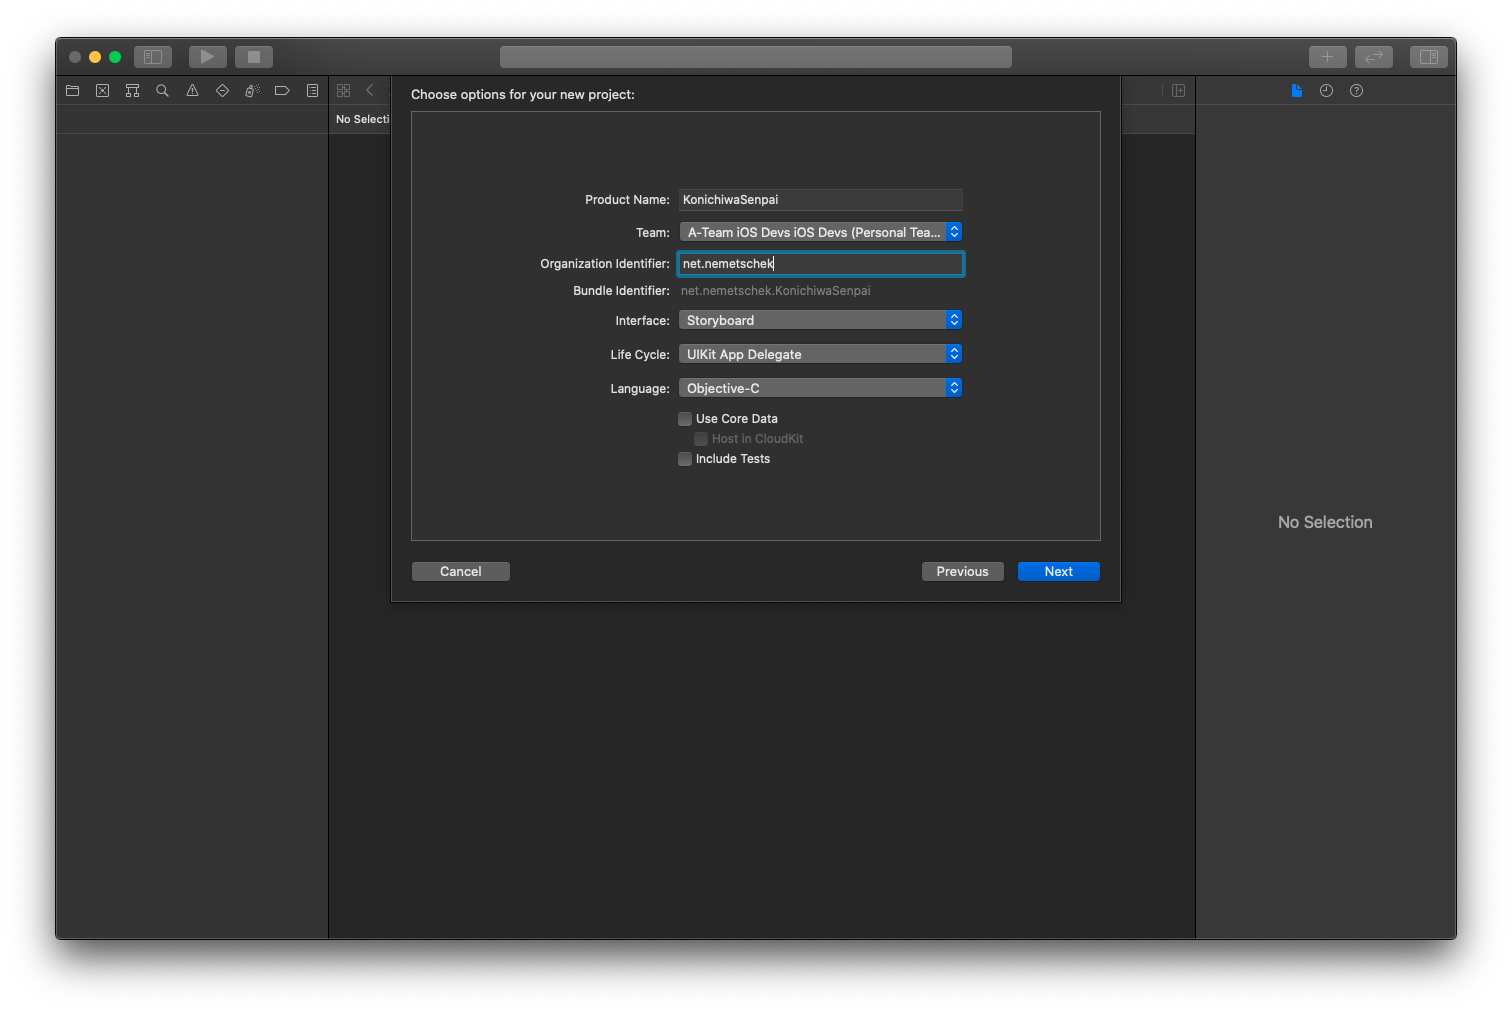 Choose options for your new project:
No Selecti
Product Name: KonichiwaSenpai
Team: A-Team iOS Devs iOS Devs (Personal Tea...
Organization Identifier: net.nemetschek
Bundle Identifier: net.nemetschek.KonichiwaSenpai
Interface: Storyboard
Life Cycle: UIKit App Delegate
Language: Objective-C
Use Core Data
Host in CloudKit
Include Tests
No Selection
Cancel Previous Next